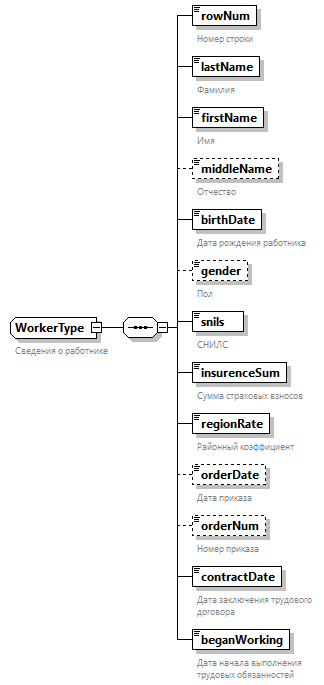 rowNum
Номер строки
lastName
Фамилия
firstName
Имя
middleName
Отчество
birthDate
Дата рождения работника
gender
Пол
WorkerType
Сведения о работнике
snils
СНИЛС
insurenceSum
Сумма страховых взносов
regionRate
Районный коэффициент
orderDate
Дата приказа
orderNum
Номер приказа
contractDate
Дата заключения трудового
договора
beganWorking
Дата начала выполнения
трудовых обязанностей